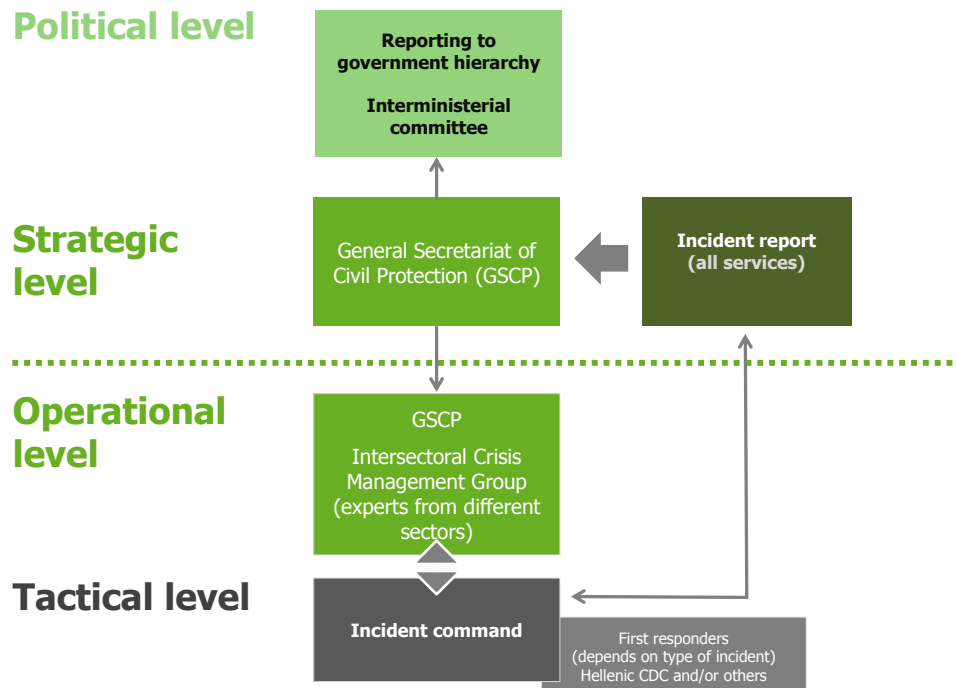 Political level
Reporting to
government hierarchy
Interministerial
committee
Strategic
level
General Secretariat of
Civil Protection (GSCP)
Incident report
(all services)
Operational
level
GSCP
Intersectoral Crisis
Management Group
(experts from different
sectors)
Tactical level
Incident command
First responders
(depends on type of incident)
Hellenic CDC and/or others